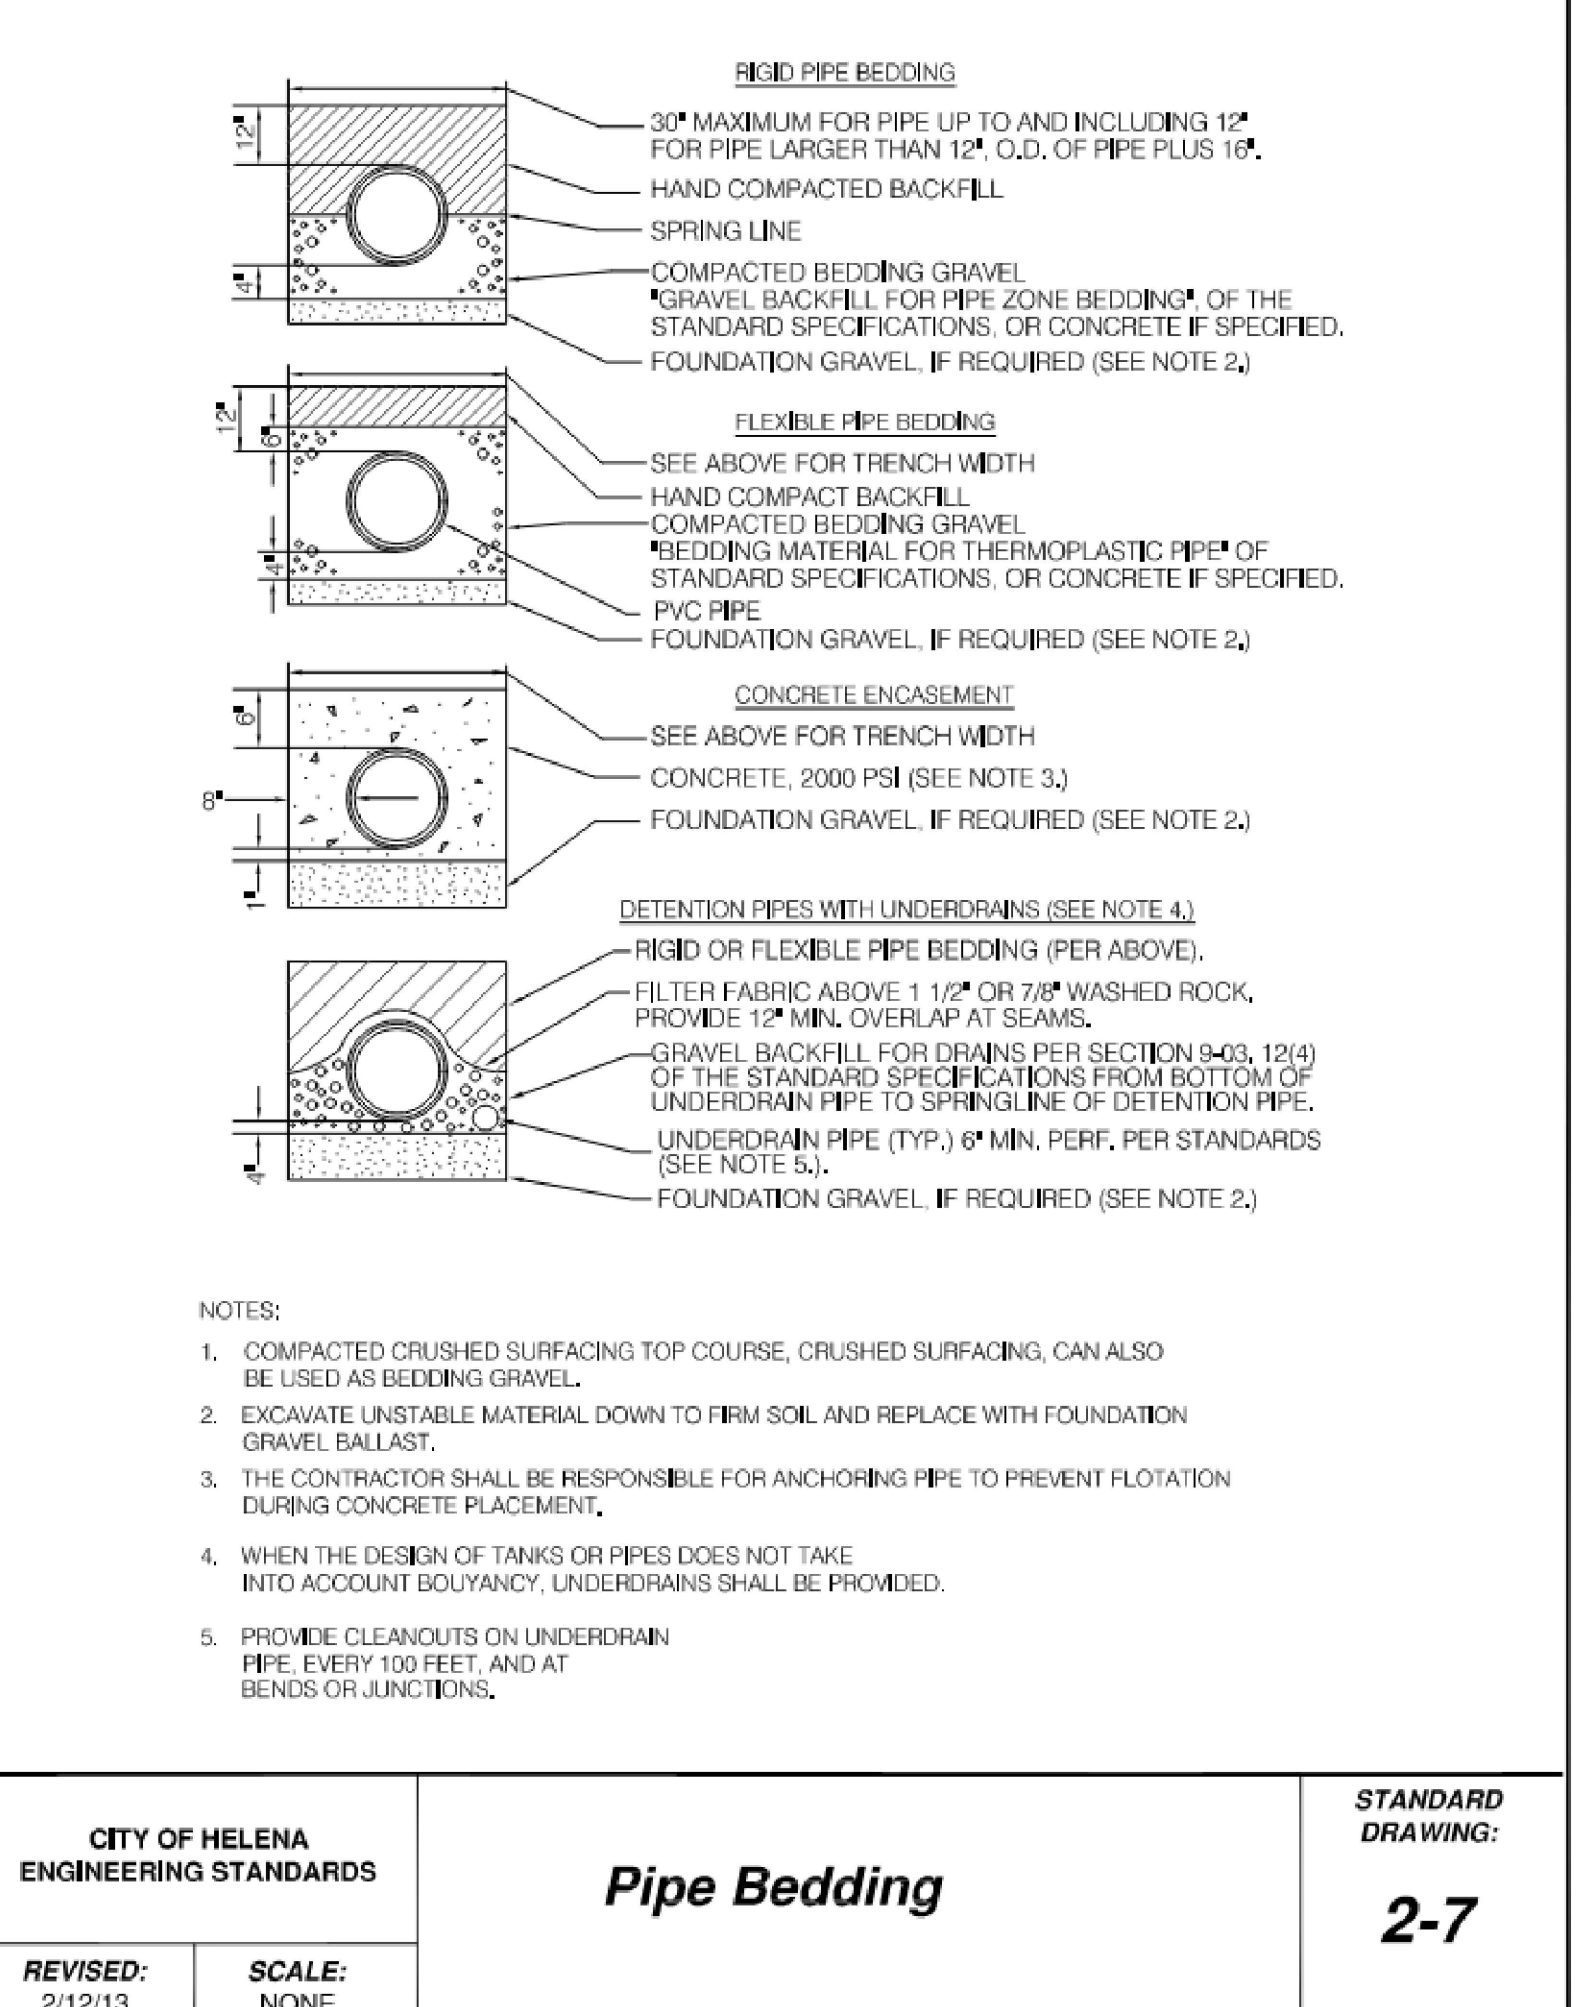 RIGID PIPE BEDDING
12"
30" MAXIMUM FOR PIPE UP TO AND INCLUDING 12"
FOR PIPE LARGER THAN 12", O.D. OF PIPE PLUS 16".
HAND COMPACTED BACKFILL
SPRING LINE
4"
COMPACTED BEDDING GRAVEL
"GRAVEL BACKFILL FOR PIPE ZONE BEDDING", OF THE
STANDARD SPECIFICATIONS, OR CONCRETE IF SPECIFIED.
FOUNDATION GRAVEL, IF REQUIRED (SEE NOTE 2.)
FLEXIBLE PIPE BEDDING
12"
6"
SEE ABOVE FOR TRENCH WIDTH
HAND COMPACT BACKFILL
COMPACTED BEDDING GRAVEL
"BEDDING MATERIAL FOR THERMOPLASTIC PIPE" OF
STANDARD SPECIFICATIONS, OR CONCRETE IF SPECIFIED.
4"
PVC PIPE
FOUNDATION GRAVEL, IF REQUIRED (SEE NOTE 2.)
CONCRETE ENCASEMENT
6"
SEE ABOVE FOR TRENCH WIDTH
4
CONCRETE, 2000 PSI (SEE NOTE 3.)
8"
FOUNDATION GRAVEL, IF REQUIRED (SEE NOTE 2.)
1"
DETENTION PIPES WITH UNDERDRAINS (SEE NOTE 4.)
RIGID OR FLEXIBLE PIPE BEDDING (PER ABOVE).
FILTER FABRIC ABOVE 1 1/2" OR 7/8" WASHED ROCK.
PROVIDE 12" MIN. OVERLAP AT SEAMS.
GRAVEL BACKFILL FOR DRAINS PER SECTION 9-03. 12(4)
OF THE STANDARD SPECIFICATIONS FROM BOTTOM OF
UNDERDRAIN PIPE TO SPRINGLINE OF DETENTION PIPE.
4"
UNDERDRAIN PIPE (TYP.) 6" MIN. PERF. PER STANDARDS
(SEE NOTE 5.).
FOUNDATION GRAVEL, IF REQUIRED (SEE NOTE 2.)
NOTES:
1. COMPACTED CRUSHED SURFACING TOP COURSE, CRUSHED SURFACING, CAN ALSO
BE USED AS BEDDING GRAVEL.
2. EXCAVATE UNSTABLE MATERIAL DOWN TO FIRM SOIL AND REPLACE WITH FOUNDATION
GRAVEL BALLAST.
3. THE CONTRACTOR SHALL BE RESPONSIBLE FOR ANCHORING PIPE TO PREVENT FLOTATION
DURING CONCRETE PLACEMENT.
4. WHEN THE DESIGN OF TANKS OR PIPES DOES NOT TAKE
INTO ACCOUNT BOUYANCY, UNDERDRAINS SHALL BE PROVIDED.
5. PROVIDE CLEANOUTS ON UNDERDRAIN
PIPE, EVERY 100 FEET, AND AT
BENDS OR JUNCTIONS.
CITY OF HELENA
ENGINEERING STANDARDS
Pipe Bedding
STANDARD
DRAWING:
2-7
REVISED:
2/12/13
SCALE:
NONE